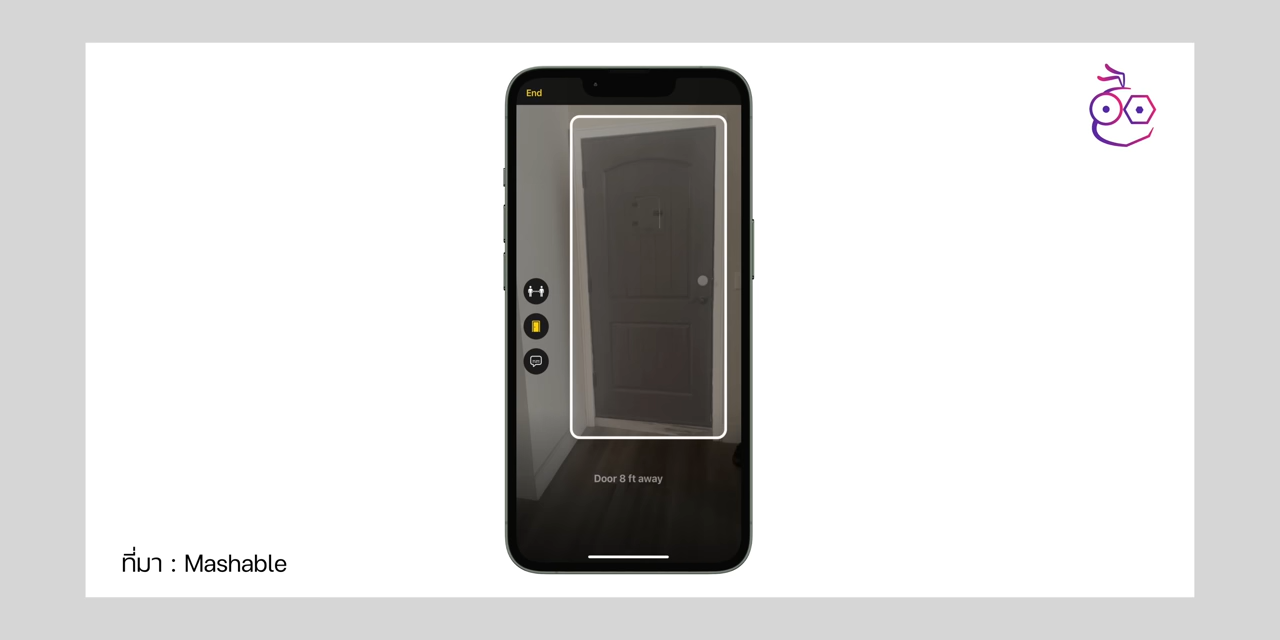 End
Door 8 ft away
ที่มา : Mashable